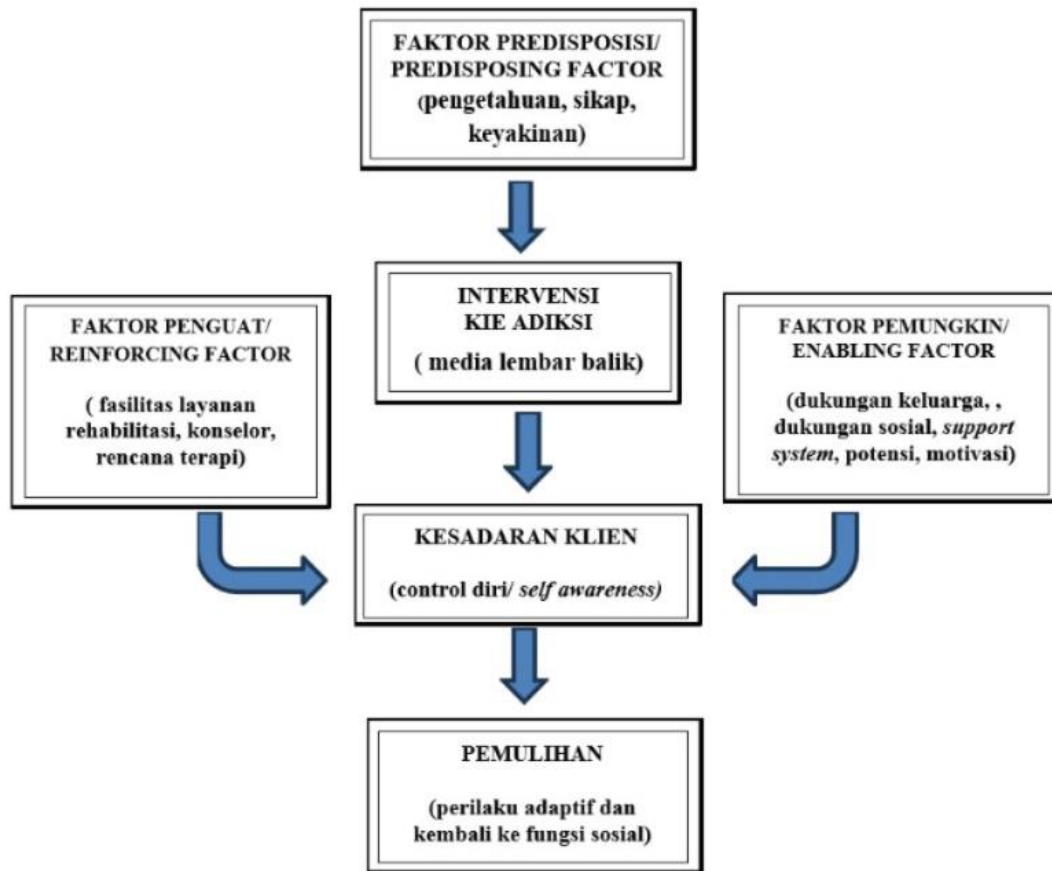 FAKTOR PREDISPOSISI/
PREDISPOSING FACTOR
(pengetahuan, sikap,
keyakinan)
INTERVENSI
KIE ADIKSI
( media lembar balik)
FAKTOR PENGUAT/
REINFORCING FACTOR
( fasilitas layanan
rehabilitasi, konselor,
rencana terapi)
FAKTOR PEMUNGKIN/
ENABLING FACTOR
(dukungan keluarga, ,
dukungan sosial, support
system, potensi, motivasi)
KESADARAN KLIEN
(control diri/ self awareness)
PEMULIHAN
(perilaku adaptif dan
kembali ke fungsi sosial)